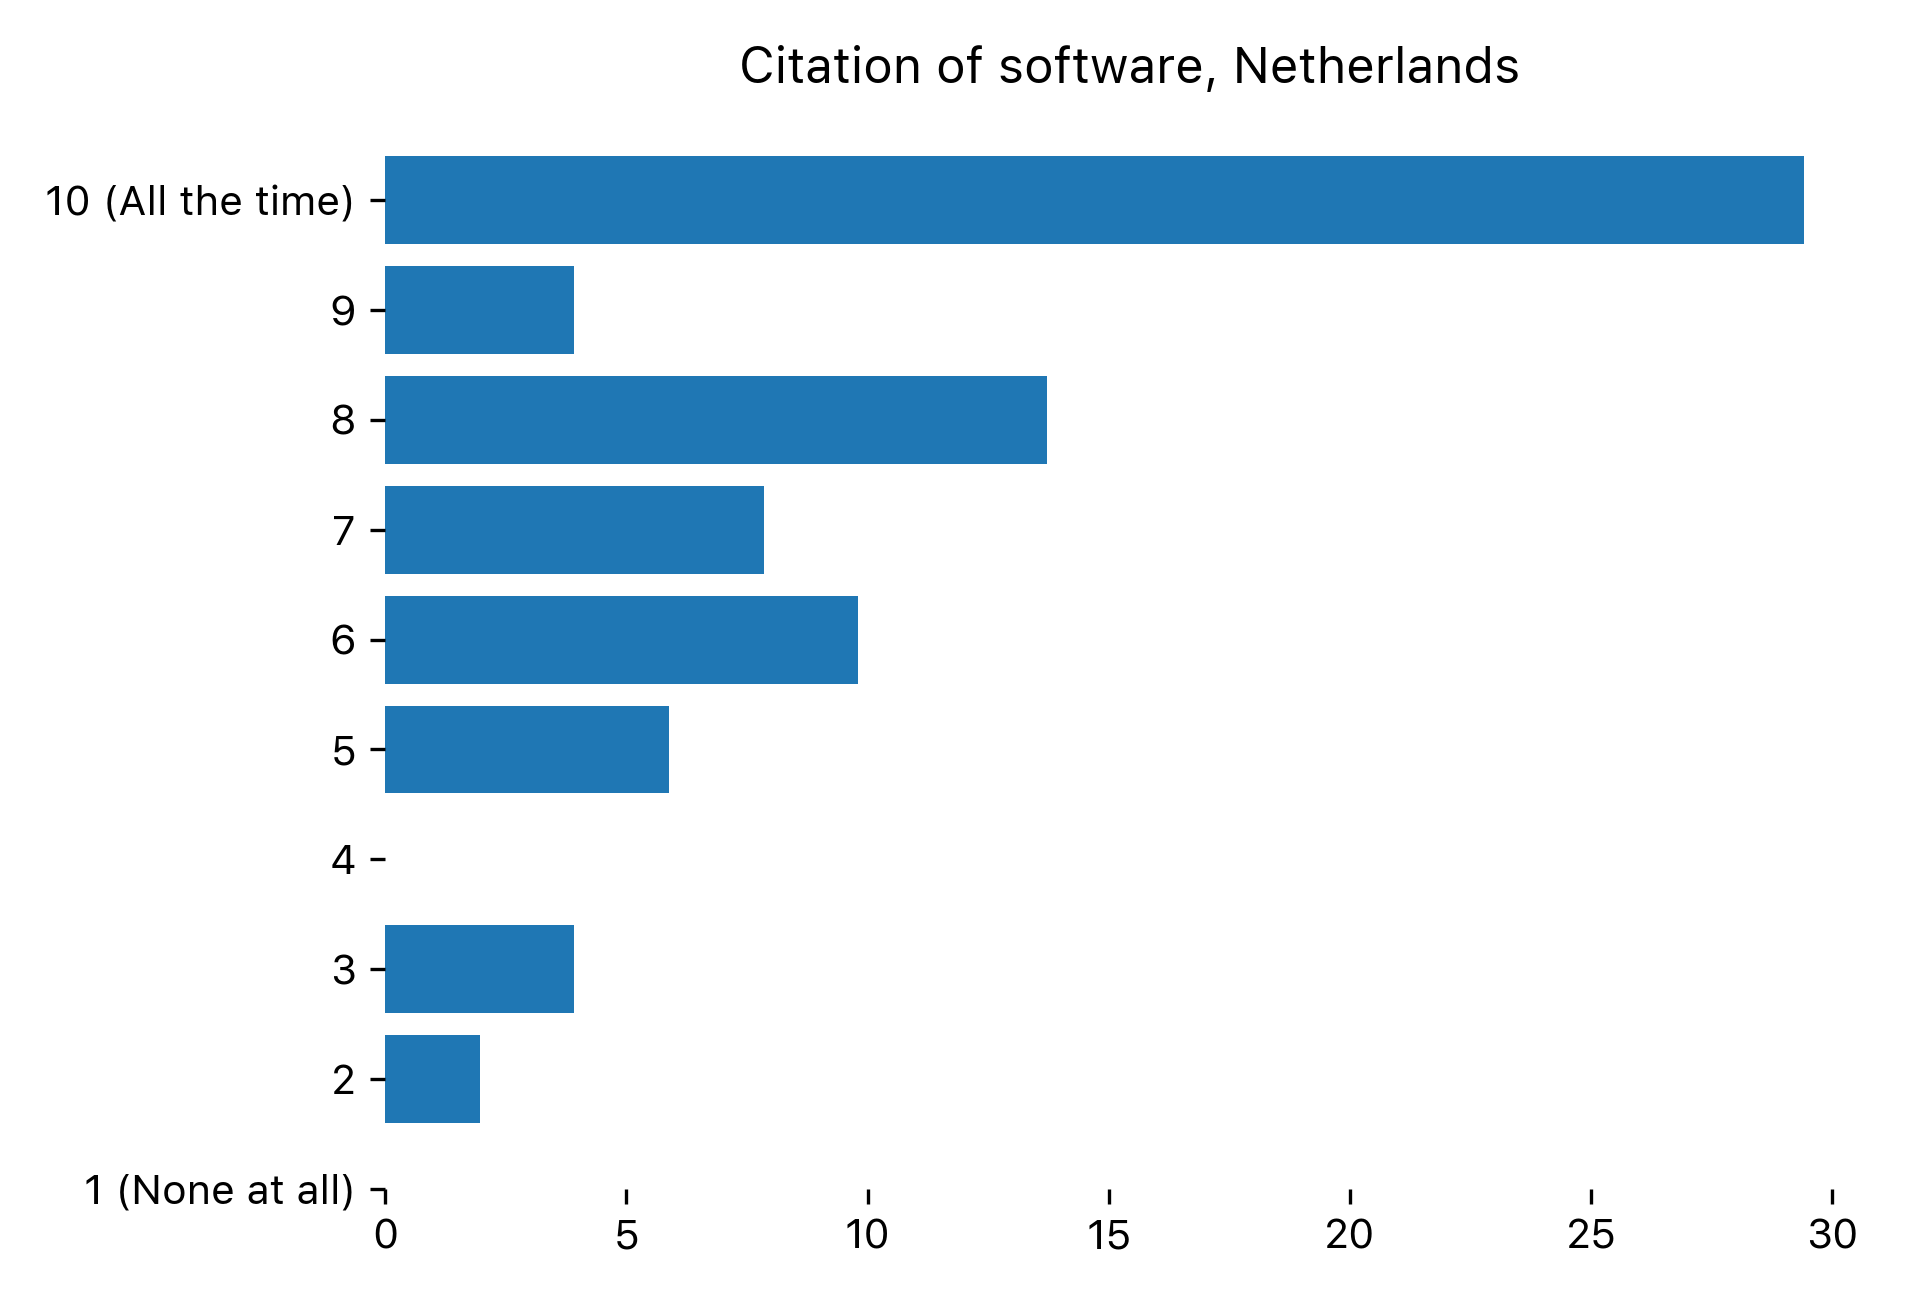 Citation of software, Netherlands
10 (All the time)
9
8
7
6
5
4
3
2
1 (None at all)
0 5 10 15 20 25 30